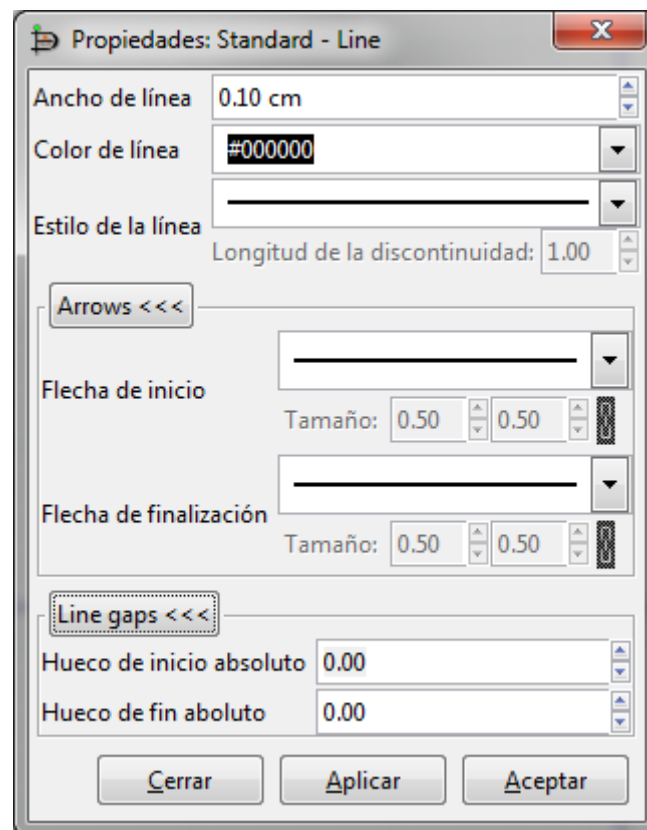 Propiedades: Standard - Line
Ancho de línea 0.10 cm
Color de línea #000000
Estilo de la línea
Longitud de la discontinuidad: 1.00
Arrows <<<
Flecha de inicio
Tamaño: 0.50 0.50
Flecha de finalización
Tamaño: 0.50 0.50
Line gaps <<<
Hueco de inicio absoluto 0.00
Hueco de fin aboluto 0.00
Cerrar Aplicar Aceptar